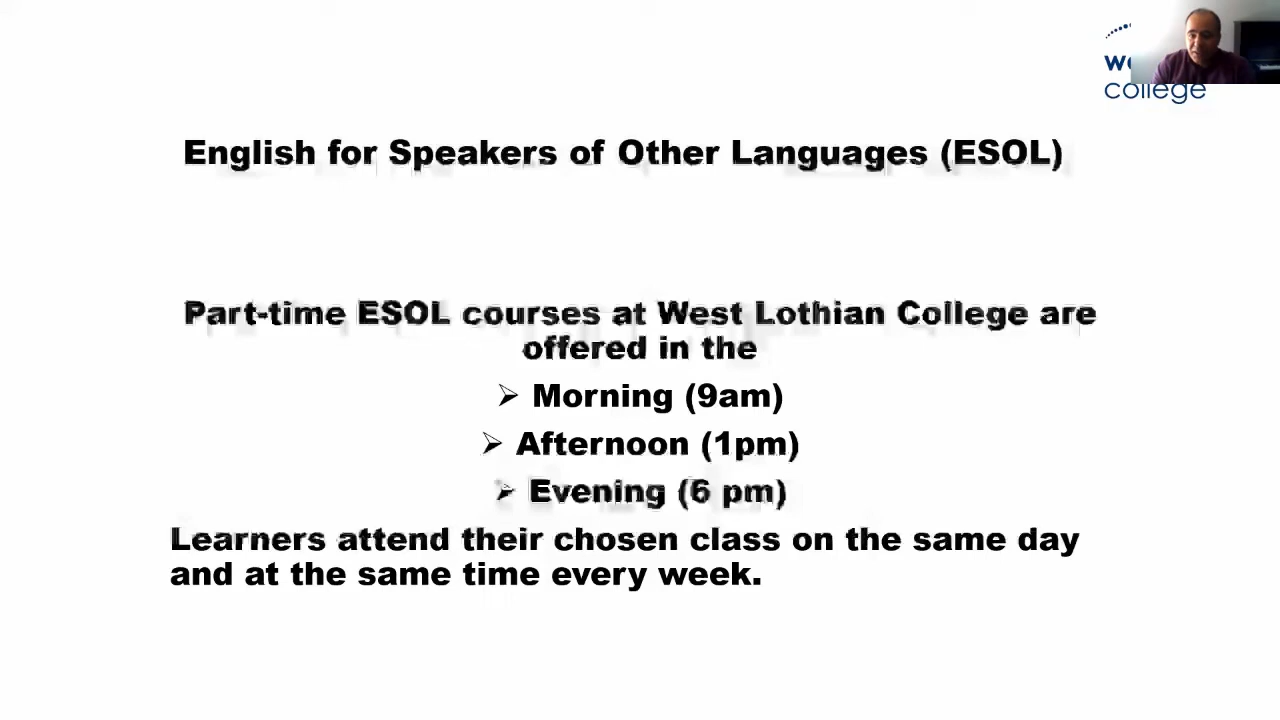 college
English for Speakers of Other Languages (ESOL)
Part-time ESOL courses at West Lothian College are
offered in the
➢ Morning (9am)
➢ Afternoon (1pm)
➢ Evening (6 pm)
Learners attend their chosen class on the same day
and at the same time every week.